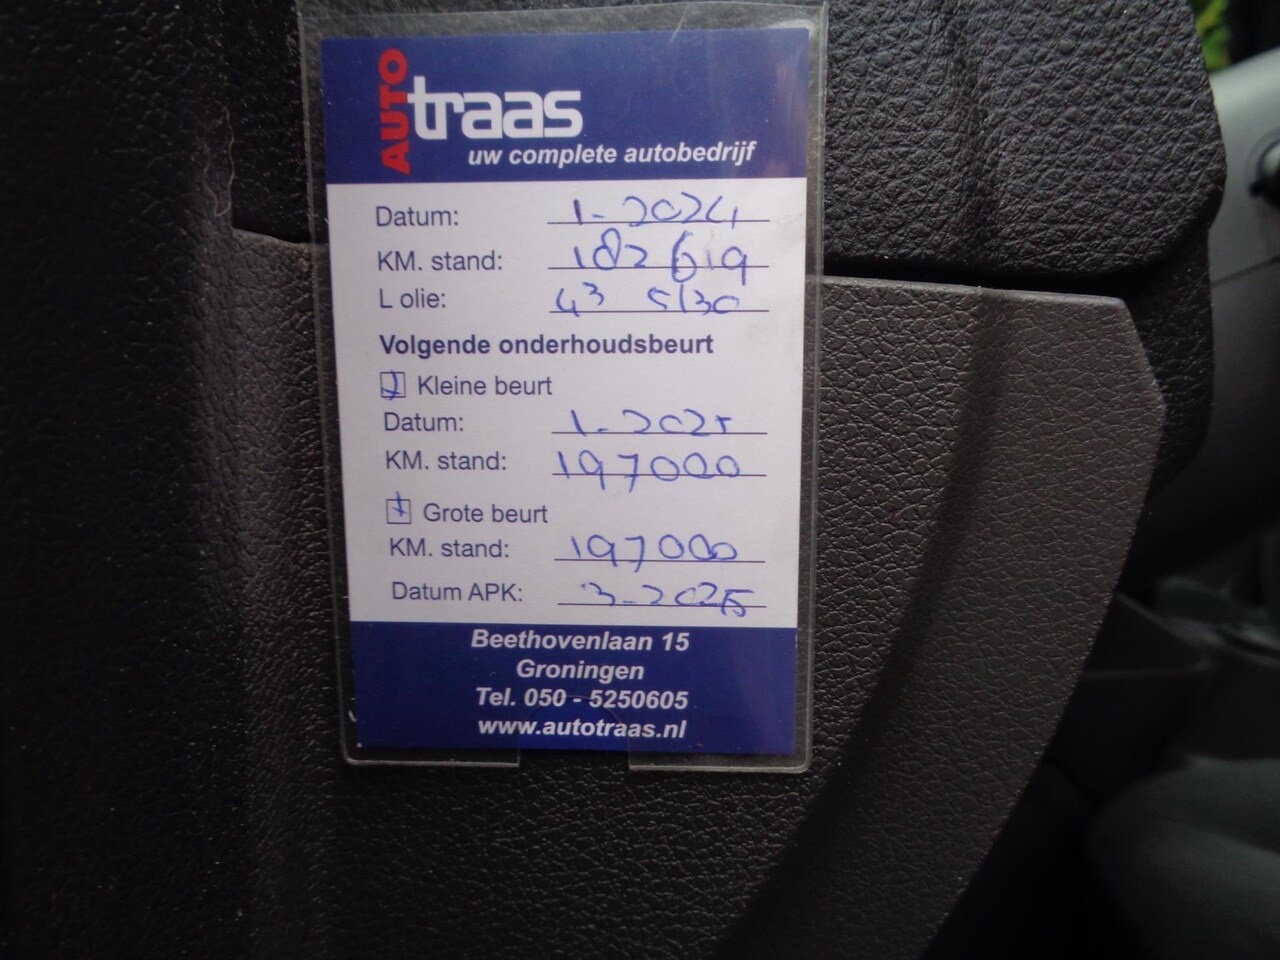 AUTO traas
uw complete autobedrijf
Datum: 1-2024
KM. stand: 182619
L olie: 4³ 5/30
Volgende onderhoudsbeurt
Kleine beurt
Datum: 1-2025
KM. stand: 197000
Grote beurt
KM. stand: 197000
Datum APK: 3-2025
Beethovenlaan 15
Groningen
Tel. 050 - 5250605
www.autotraas.nl